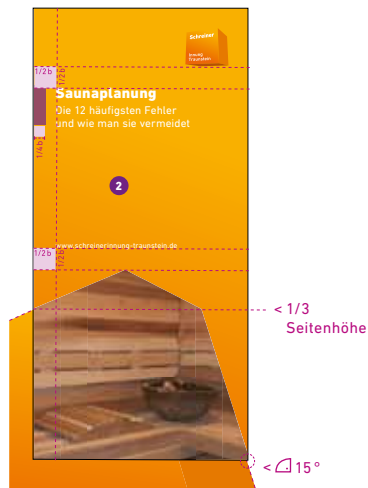 Schreiner
Innung
Traunstein
1/2b
1/2b
Saunaplanung
Die 12 häufigsten Fehler
und wie man sie vermeidet
1/4b
2
www.schreinerinnung-traunstein.de
1/2b
1/2b
< 1/3
Seitenhöhe
< 15°